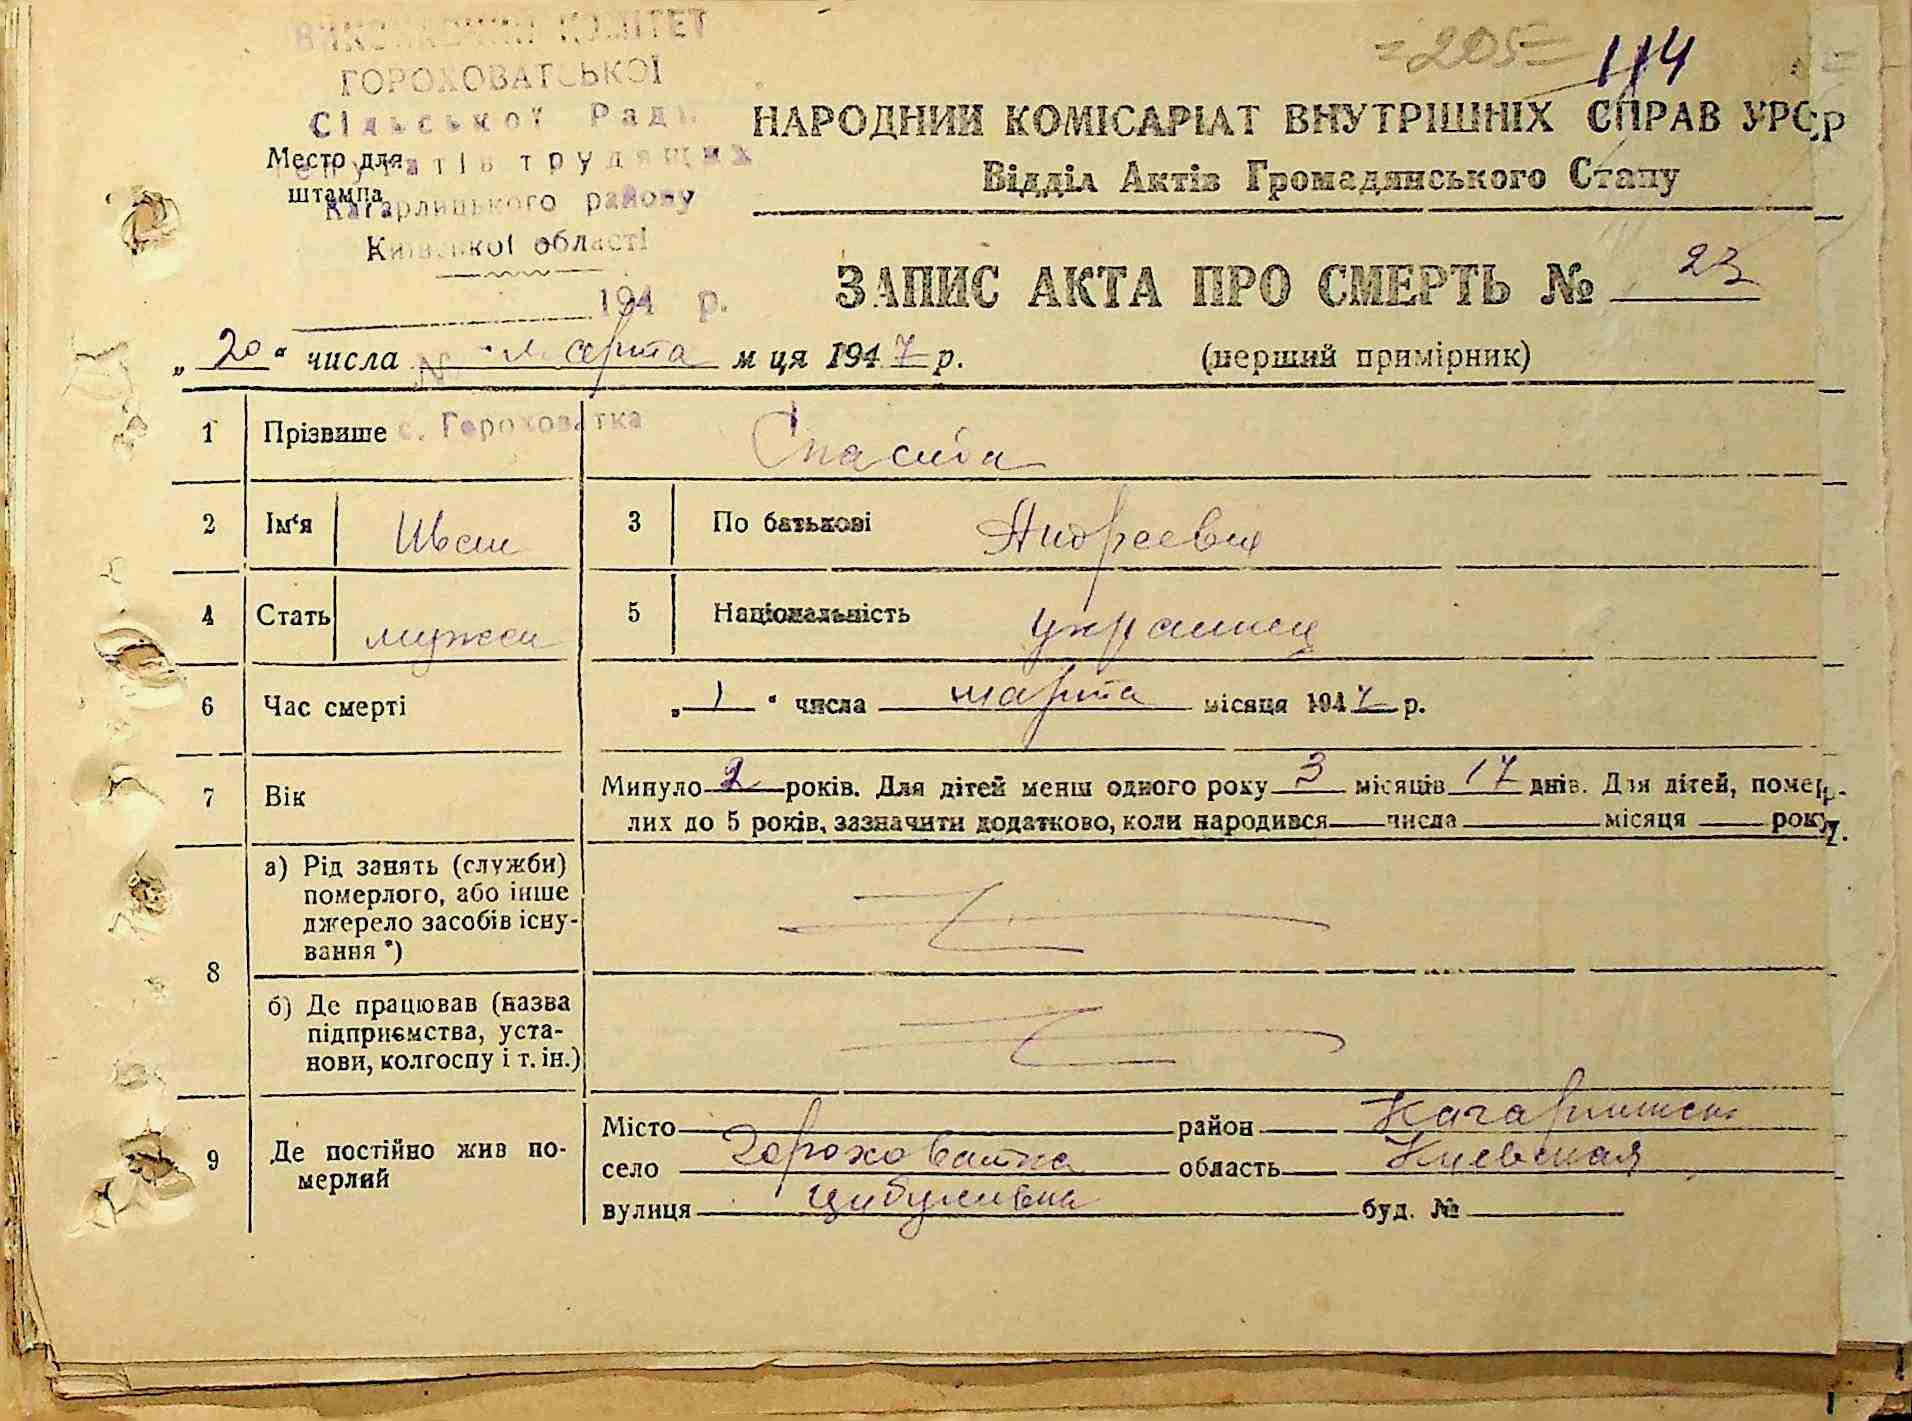 ВИКОНАВЧИЙ КОМІТЕТ
ГОРОХОВАТСЬКОЇ
Сільської Ради
депутатів трудящих
Кагарлицького району
Київської області
194 р.
Место для
штампа
=205= 114
НАРОДНИЙ КОМІСАРІАТ ВНУТРІШНІХ СПРАВ УРСР
Відділ Актів Громадянського Стану
ЗАПИС АКТА ПРО СМЕРТЬ № 23
„20“ числа марта м ця 1947 р. (перший примірник)
№
1 Прізвише Спасиба
с. Гороховатка
2 Ім‘я Иван 3 По батькові Андреевич
4 Стать мужск 5 Національність украинец
6 Час смерті „1“ числа марта місяця 1947 р.
7 Вік Минуло 2 років. Для дітей менш одного року 3 місяців 17 днів. Для дітей, помер-
лих до 5 років, зазначити додатково, коли народився числа місяця року.
8 а) Рід занять (служби)
померлого, або інше
джерело засобів існу-
вання *)
б) Де працював (назва
підприємства, уста-
нови, колгоспу і т. ін.)
9 Де постійно жив по-
мерлий
Місто район Кагарлицк
село Гороховатка область Киевская
вулиця Цибуливка буд. №